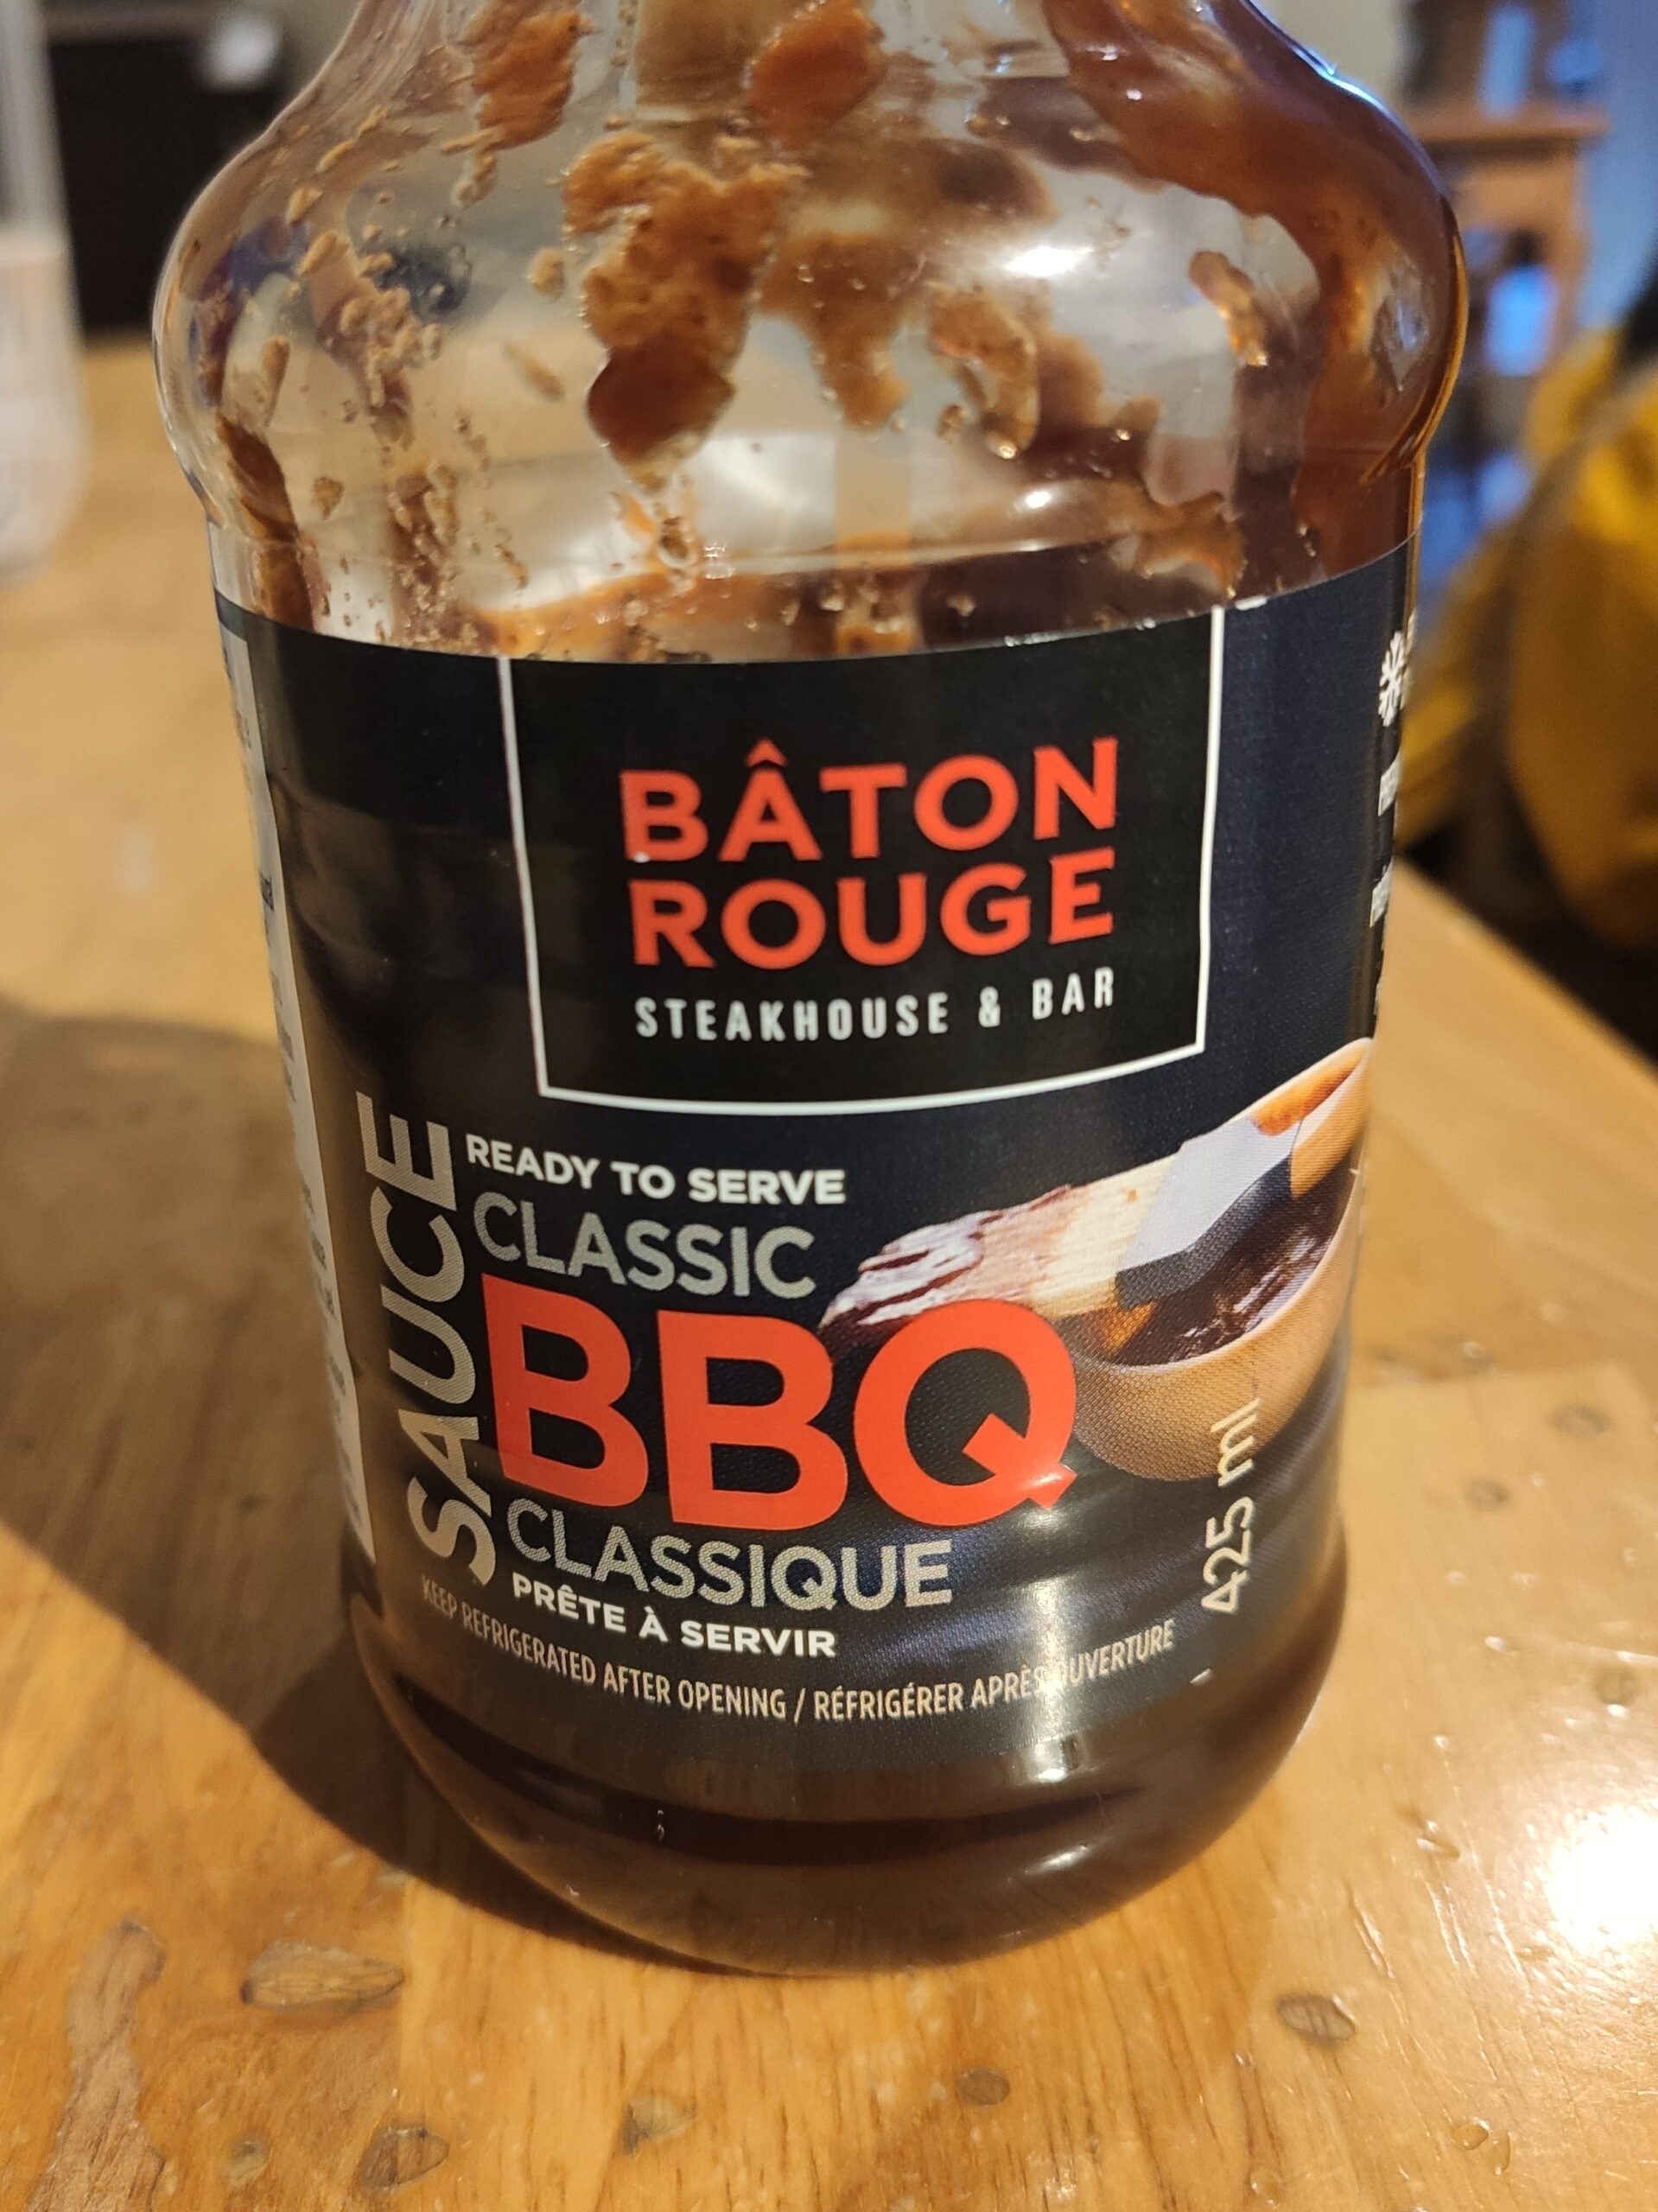 BÂTON
ROUGE
STEAKHOUSE & BAR
SAUCE
READY TO SERVE
CLASSIC
BBQ
CLASSIQUE
PRÊTE À SERVIR
425 ml
KEEP REFRIGERATED AFTER OPENING / RÉFRIGÉRER APRÈS OUVERTURE